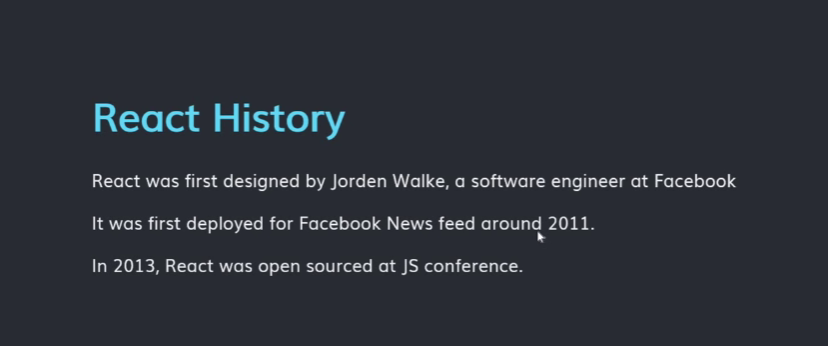 React History
React was first designed by Jorden Walke, a software engineer at Facebook
It was first deployed for Facebook News feed around 2011.
In 2013, React was open sourced at JS conference.